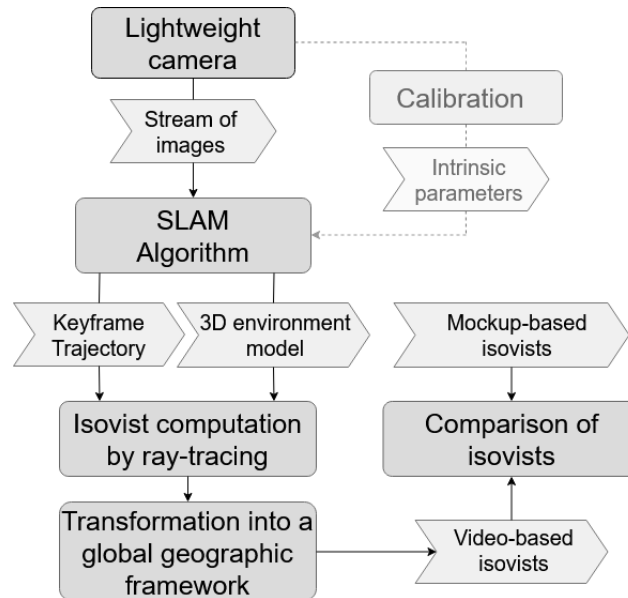 Lightweight
camera
Calibration
Stream of
images
Intrinsic
parameters
SLAM
Algorithm
Keyframe
Trajectory
3D environment
model
Mockup-based
isovists
Isovist computation
by ray-tracing
Comparison of
isovists
Transformation into a
global geographic
framework
Video-based
isovists